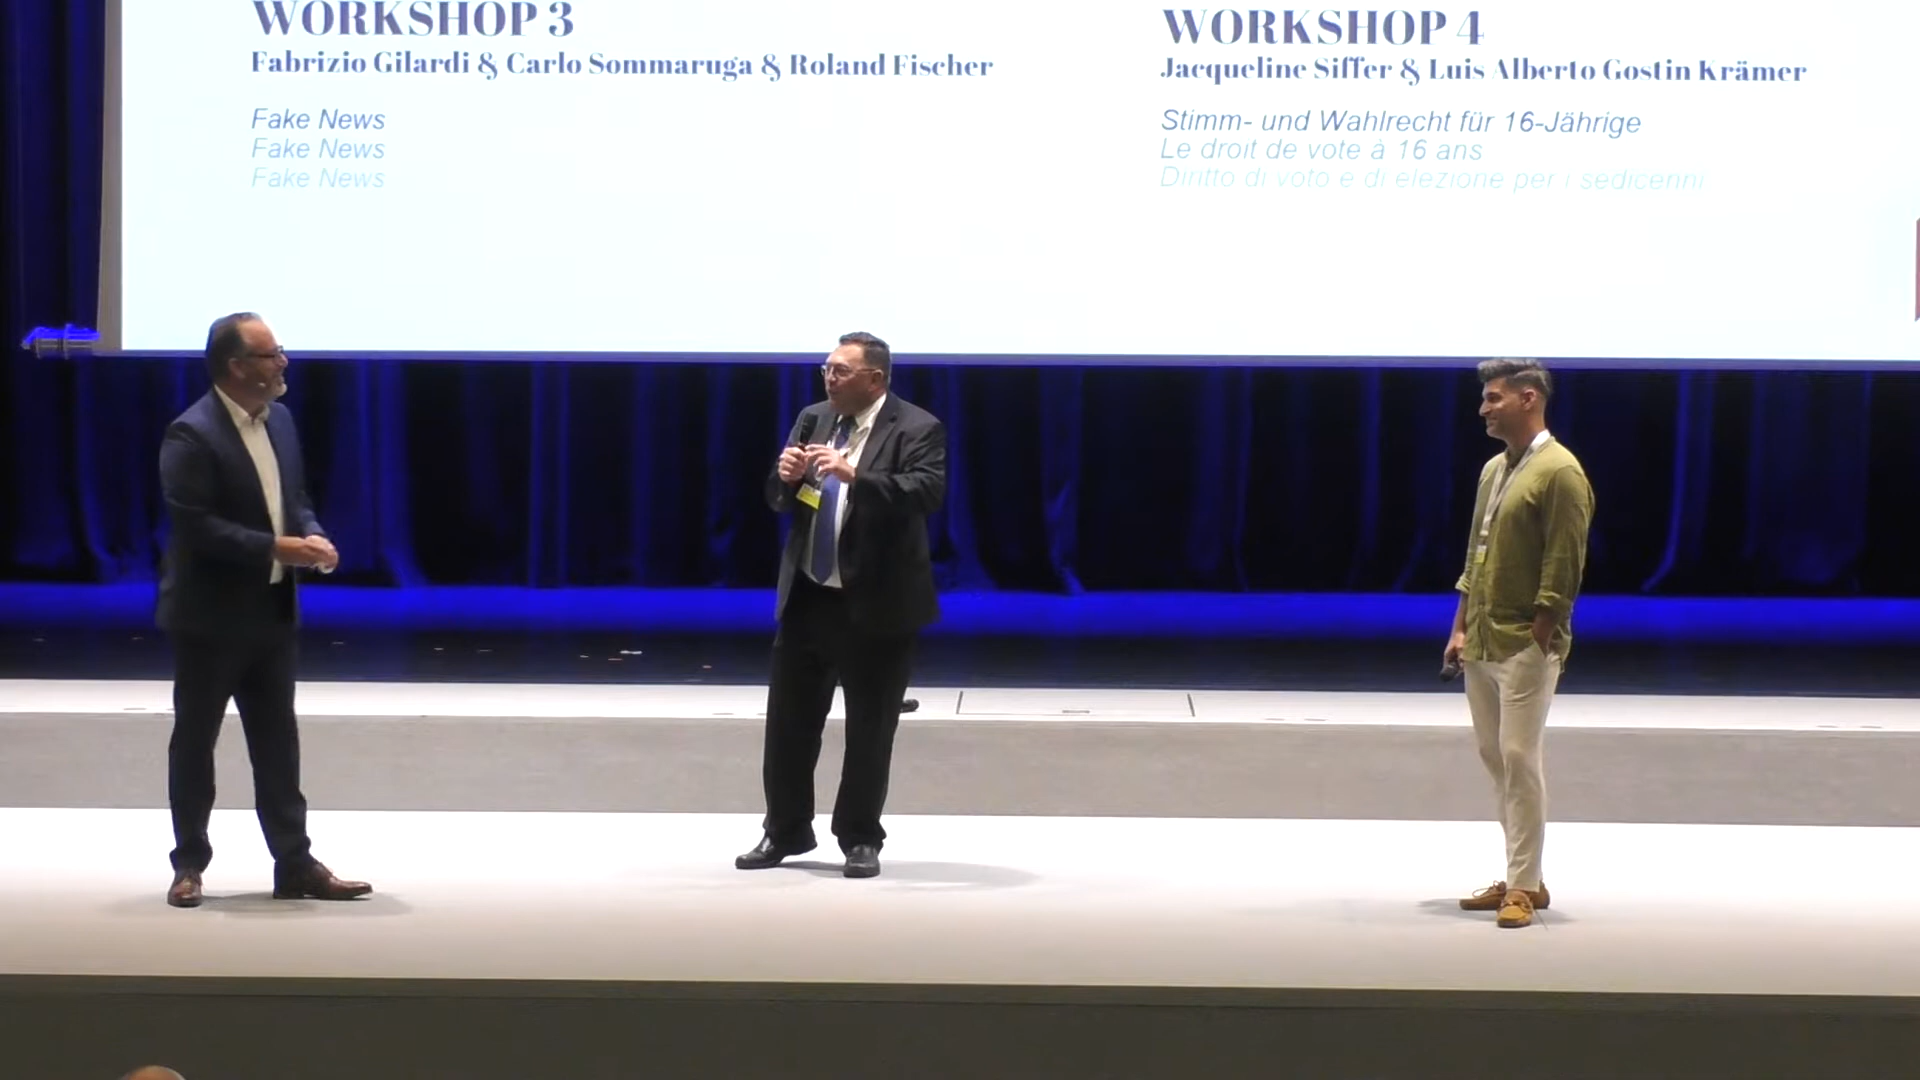 WORKSHOP 3
Fabrizio Gilardi & Carlo Sommaruga & Roland Fischer
Fake News
Fake News
Fake News
WORKSHOP 4
Jacqueline Siffer & Luis Alberto Gostin Krämer
Stimm- und Wahlrecht für 16-Jährige
Le droit de vote à 16 ans
Diritto di voto e di elezione per i sedicenni